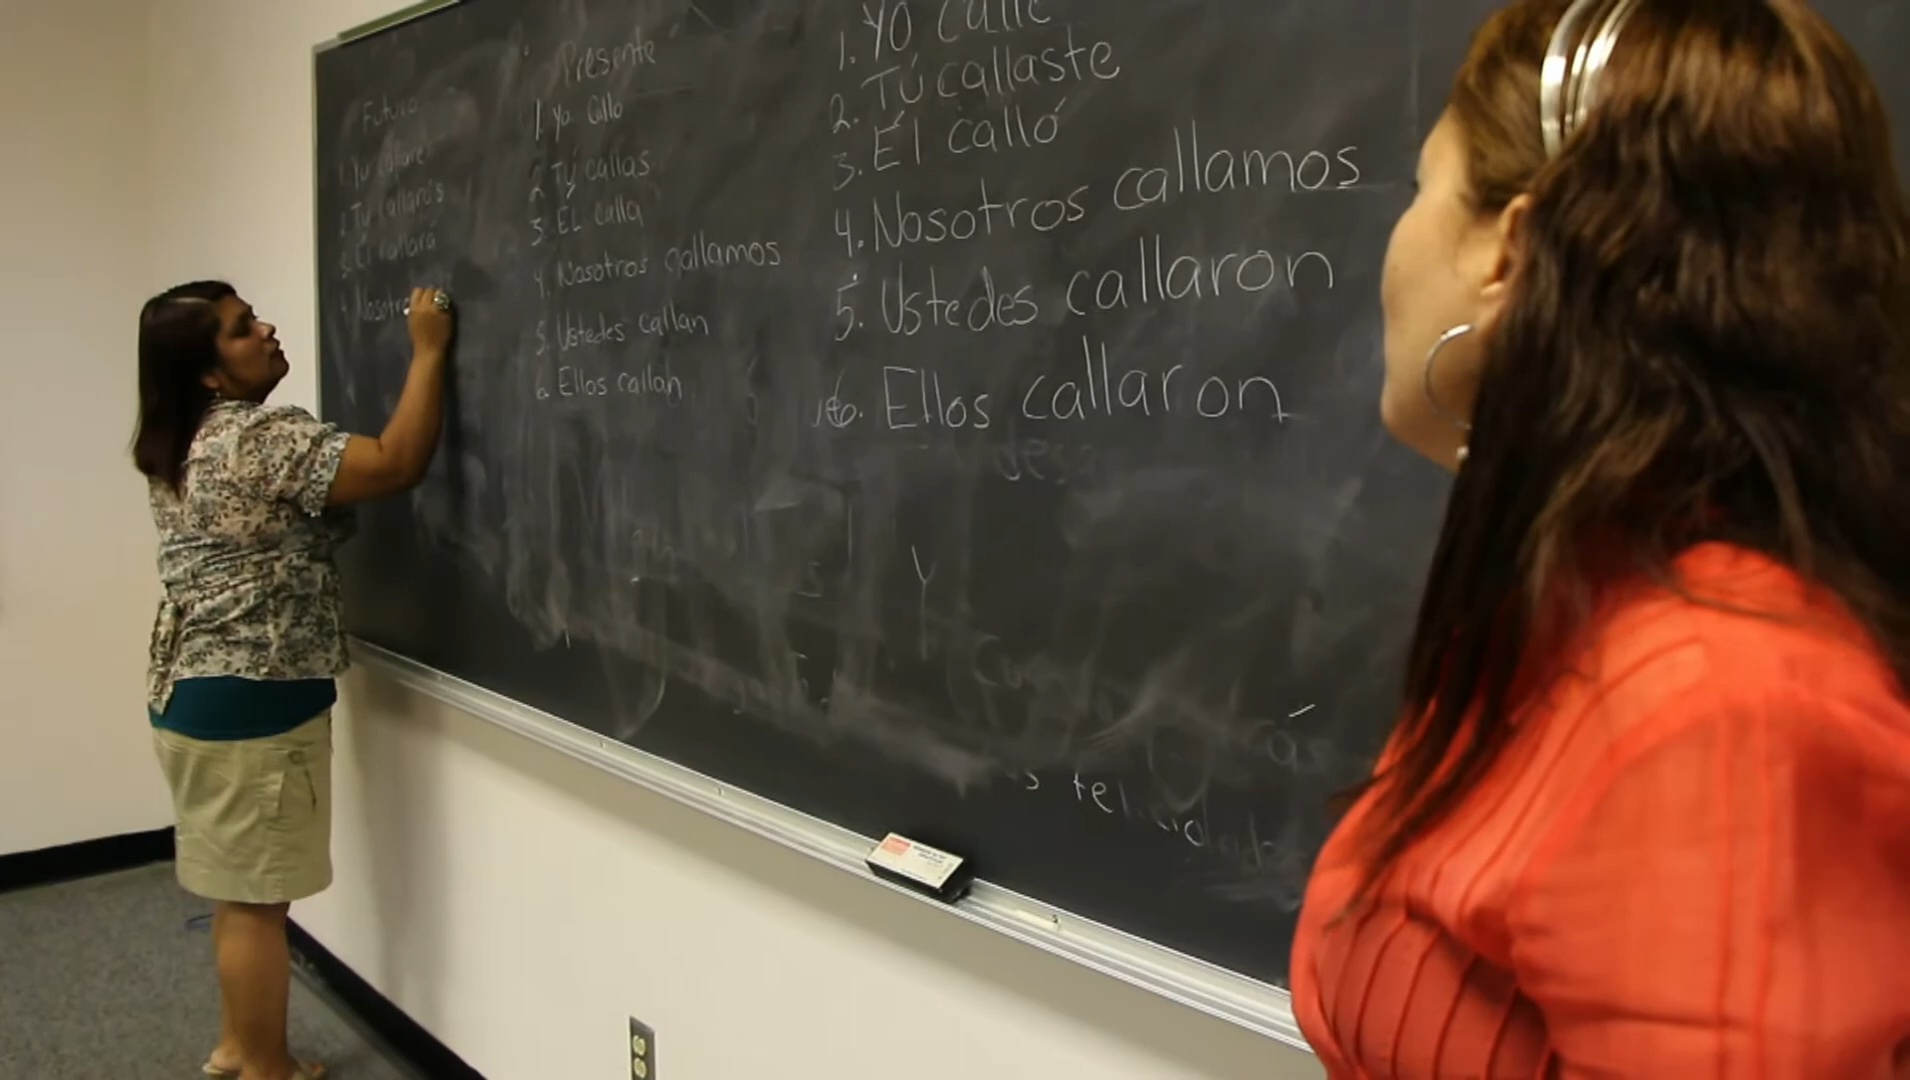 Futuro
1. Yo callaré
2. Tú callarás
3. Él callará
4. Nosotro
Presente
1. Yo callo
2. Tú callas
3. ÉL calla
4. Nosotros callamos
5. Ustedes callan
6. Ellos callan
1. Yo callé
2. Tú callaste
3. Él calló
4. Nosotros callamos
5. Ustedes callaron
6. Ellos callaron
Y